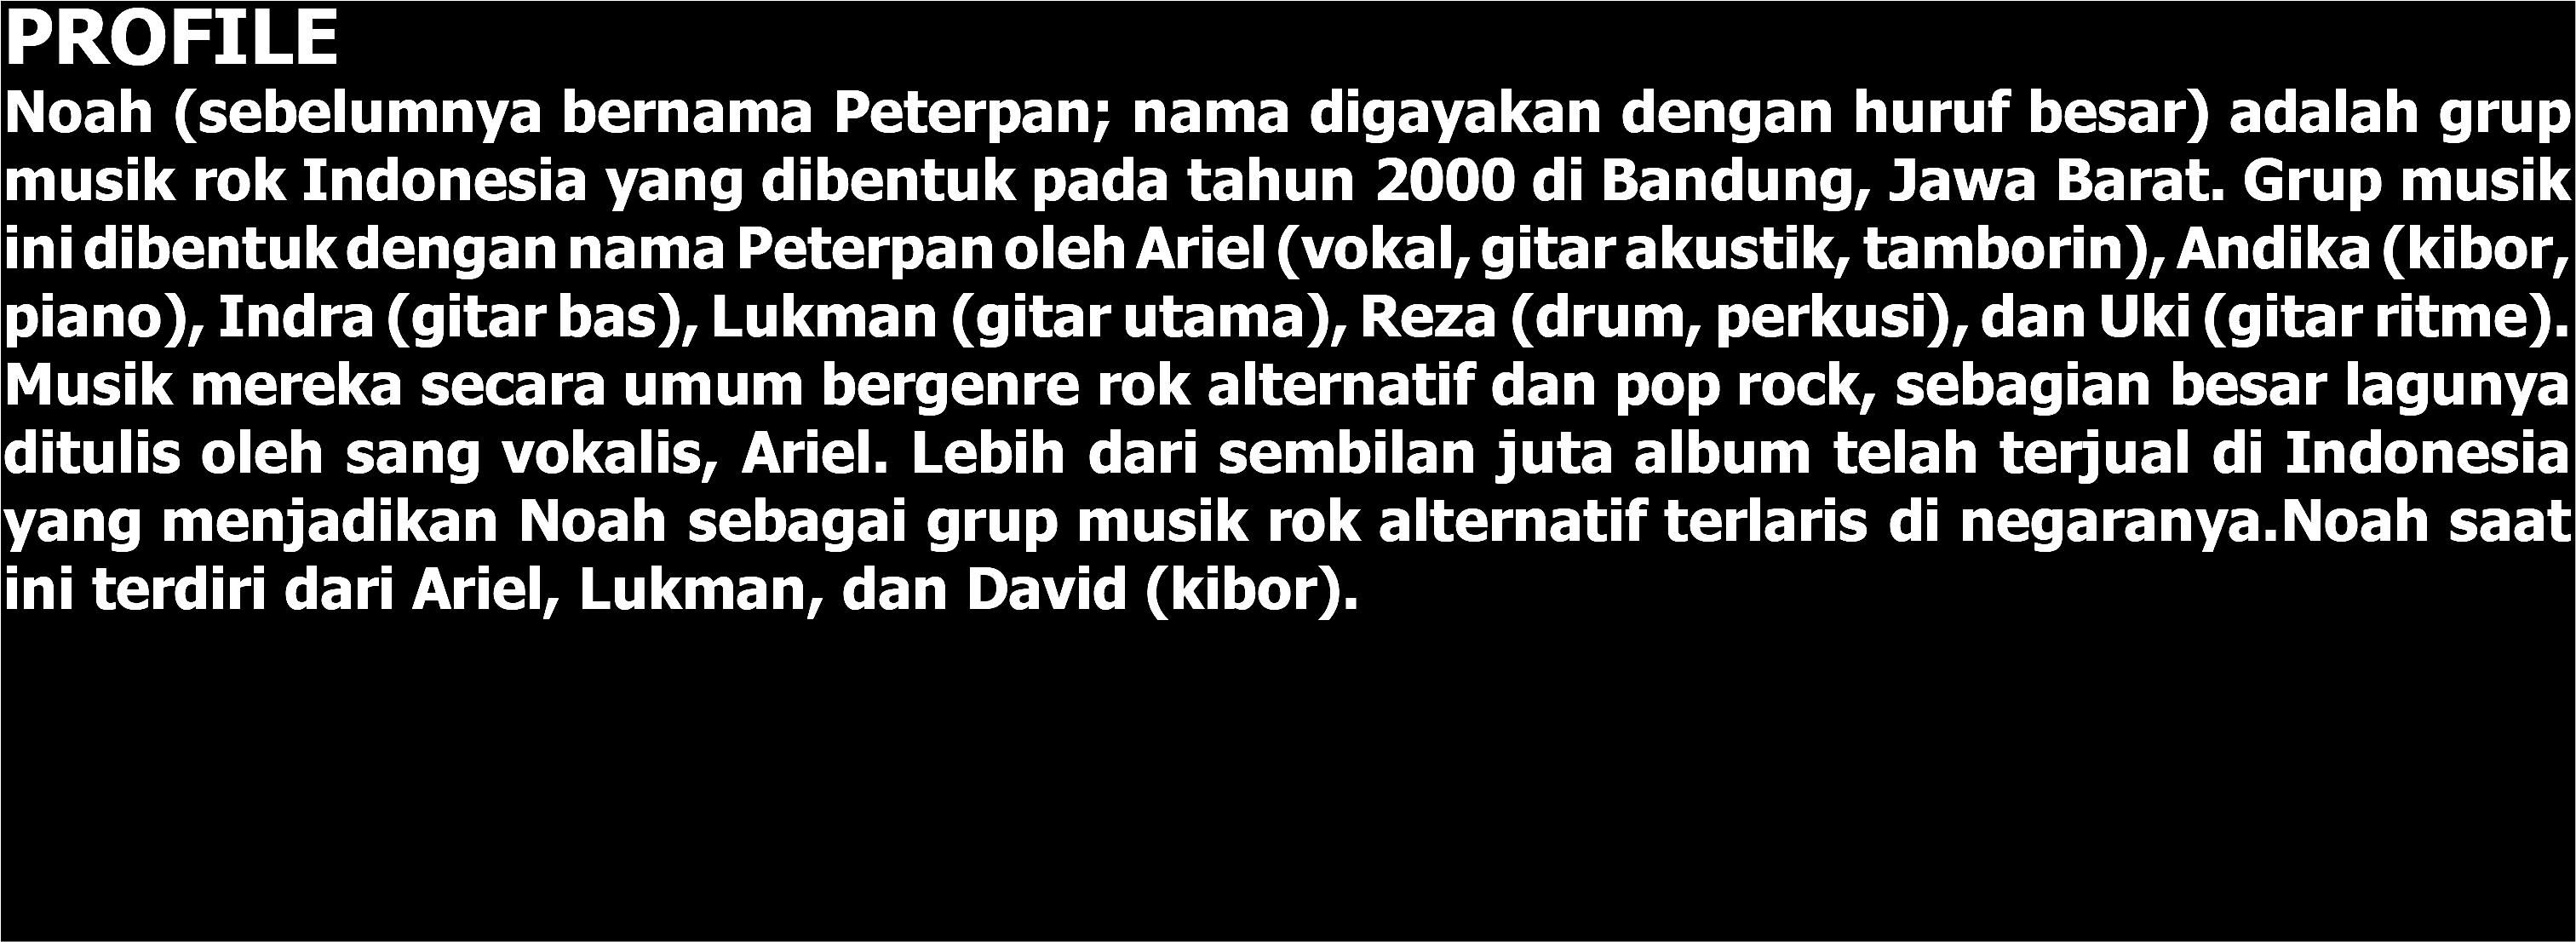 PROFILE
Noah (sebelumnya bernama Peterpan; nama digayakan dengan huruf besar) adalah grup
musik rok Indonesia yang dibentuk pada tahun 2000 di Bandung, Jawa Barat. Grup musik
ini dibentuk dengan nama Peterpan oleh Ariel (vokal, gitar akustik, tamborin), Andika (kibor,
piano), Indra (gitar bas), Lukman (gitar utama), Reza (drum, perkusi), dan Uki (gitar ritme).
Musik mereka secara umum bergenre rok alternatif dan pop rock, sebagian besar lagunya
ditulis oleh sang vokalis, Ariel. Lebih dari sembilan juta album telah terjual di Indonesia
yang menjadikan Noah sebagai grup musik rok alternatif terlaris di negaranya.Noah saat
ini terdiri dari Ariel, Lukman, dan David (kibor).